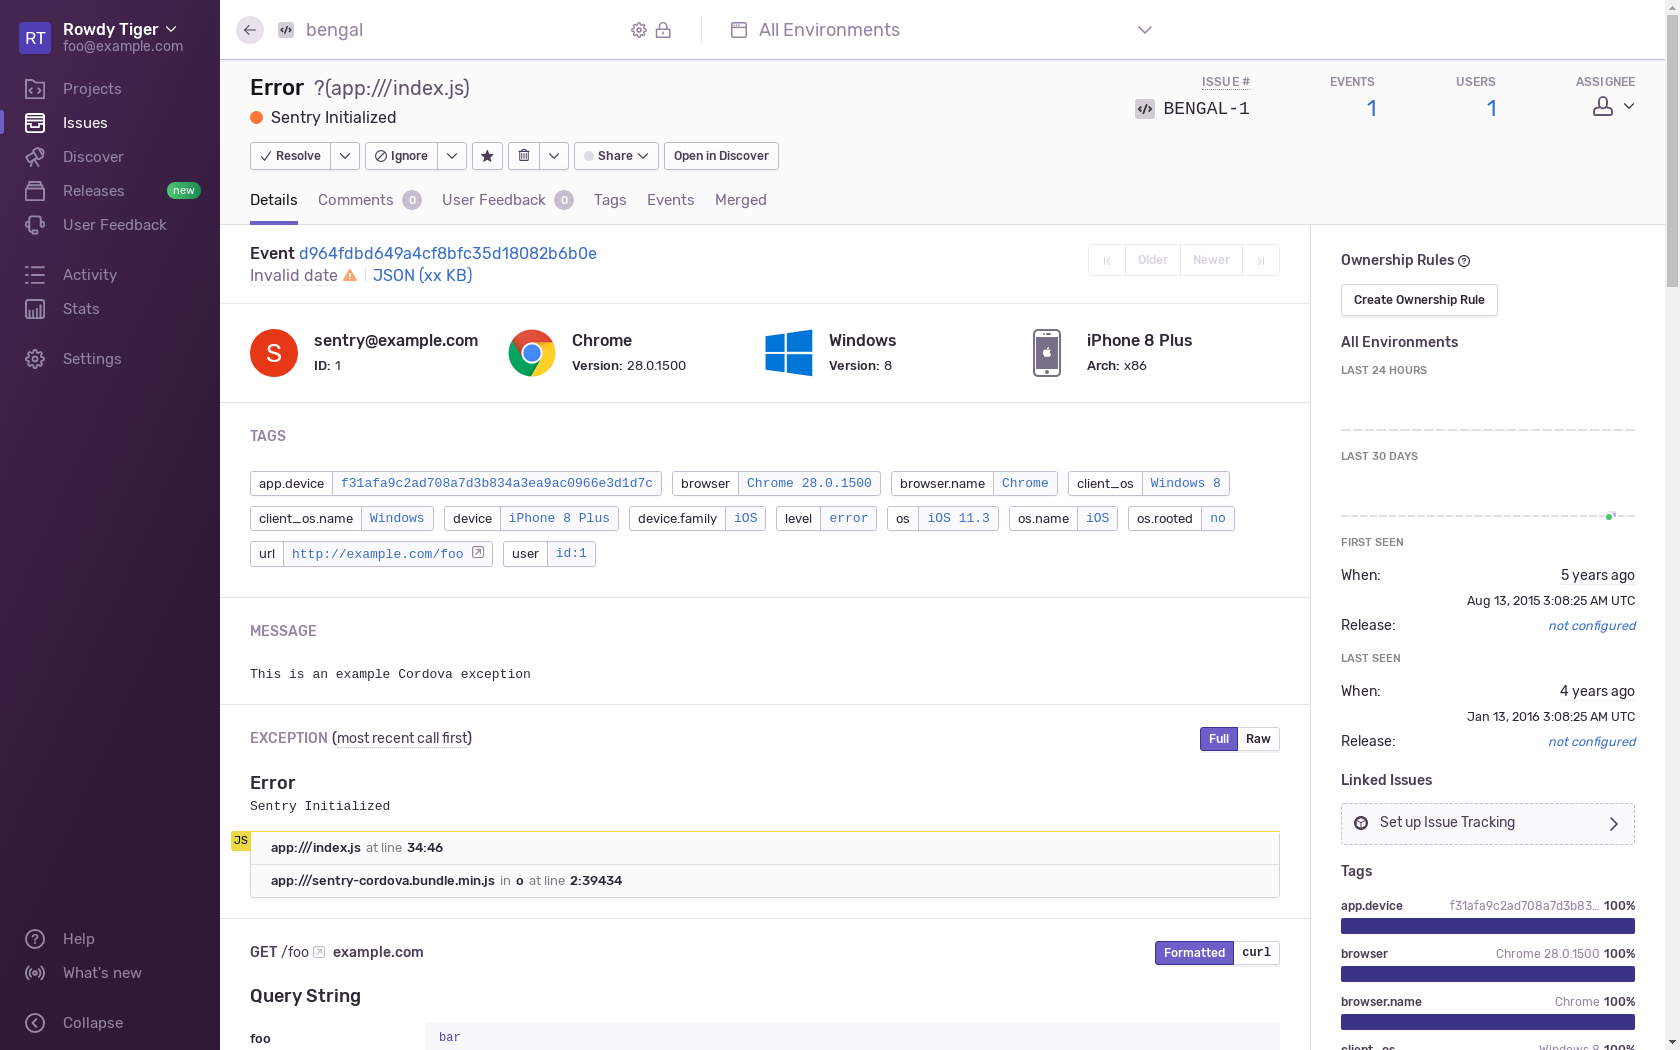 RT
Rowdy Tiger
foo@example.com
Projects
Issues
Discover
Releases new
User Feedback
Activity
Stats
Settings
Help
What's new
Collapse
bengal
All Environments
Error ?(app:///index.js)
Sentry Initialized
ISSUE # EVENTS USERS ASSIGNEE
BENGAL-1 1 1
Resolve Ignore Share Open in Discover
Details Comments 0 User Feedback 0 Tags Events Merged
Event d964fdbd649a4cf8bfc35d18082b6b0e
Invalid date JSON (xx KB)
Older Newer
S
sentry@example.com
ID: 1
Chrome
Version: 28.0.1500
Windows
Version: 8
iPhone 8 Plus
Arch: x86
TAGS
app.device f31afa9c2ad708a7d3b834a3ea9ac0966e3d1d7c browser Chrome 28.0.1500 browser.name Chrome client_os Windows 8
client_os.name Windows device iPhone 8 Plus device.family iOS level error os iOS 11.3 os.name iOS os.rooted no
url http://example.com/foo user id:1
MESSAGE
This is an example Cordova exception
EXCEPTION (most recent call first)
Full Raw
Error
Sentry Initialized
JS
app:///index.js at line 34:46
app:///sentry-cordova.bundle.min.js in o at line 2:39434
GET /foo example.com
Formatted curl
Query String
foo bar
Ownership Rules
Create Ownership Rule
All Environments
LAST 24 HOURS
LAST 30 DAYS
FIRST SEEN
When: 5 years ago
Aug 13, 2015 3:08:25 AM UTC
Release: not configured
LAST SEEN
When: 4 years ago
Jan 13, 2016 3:08:25 AM UTC
Release: not configured
Linked Issues
Set up Issue Tracking
Tags
app.device f31afa9c2ad708a7d3b83… 100%
browser Chrome 28.0.1500 100%
browser.name Chrome 100%
client_os Windows 8 100%